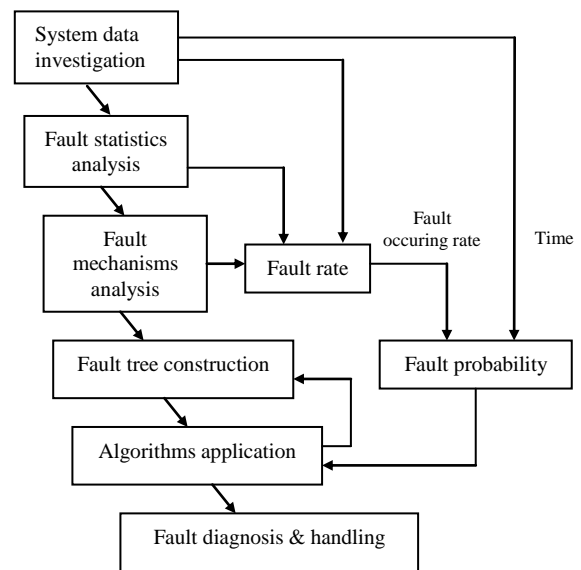 System data
investigation
Fault statistics
analysis
Fault
mechanisms
analysis
Fault rate
Fault
occuring rate
Time
Fault tree construction
Fault probability
Algorithms application
Fault diagnosis & handling